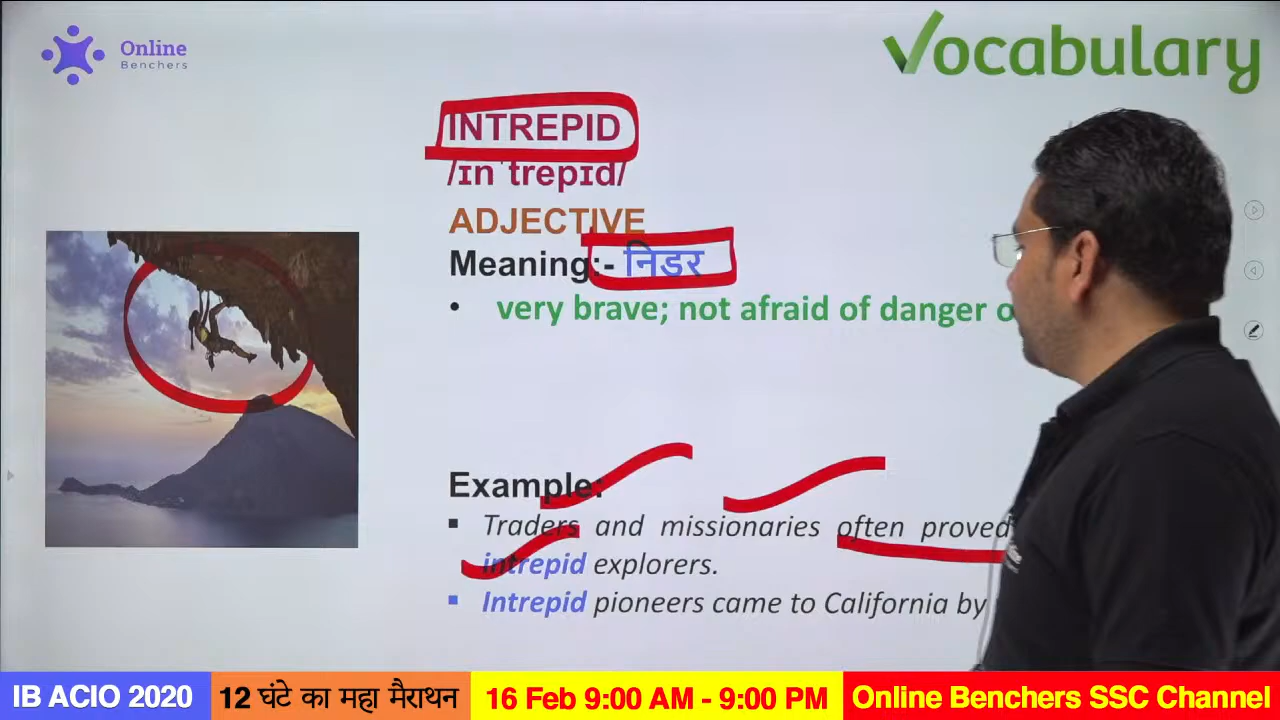 Online
Benchers
Vocabulary
INTREPID
/ɪnˈtrepɪd/
ADJECTIVE
Meaning:- निडर
• very brave; not afraid of danger
Example:
▪ Traders and missionaries often proved
intrepid explorers.
▪ Intrepid pioneers came to California by
IB ACIO 2020
12 घंटे का महा मैराथन
16 Feb 9:00 AM - 9:00 PM
Online Benchers SSC Channel